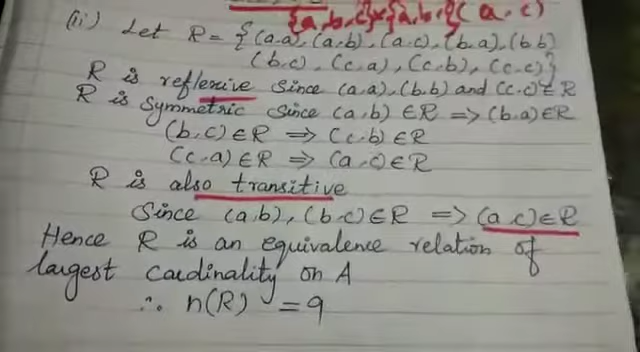 {a,b,c}×{a,b,c} (a,c)
(ii) Let R = {(a.a),(a,b),(a,c),(b,a),(b,b)
(b,c),(c,a),(c,b),(c,c)}
R is reflexive since (a,a),(b,b) and (c,c)∈R
R is symmetric since (a,b) ∈R ⇒ (b,a)∈R
(b,c)∈R ⇒ (c,b)∈R
(c,a)∈R ⇒ (a,c)∈R
R is also transitive
Since (a,b),(b,c)∈R ⇒ (a,c)∈R
Hence R is an equivalence relation of
largest cardinality on A
∴ n(R) = 9